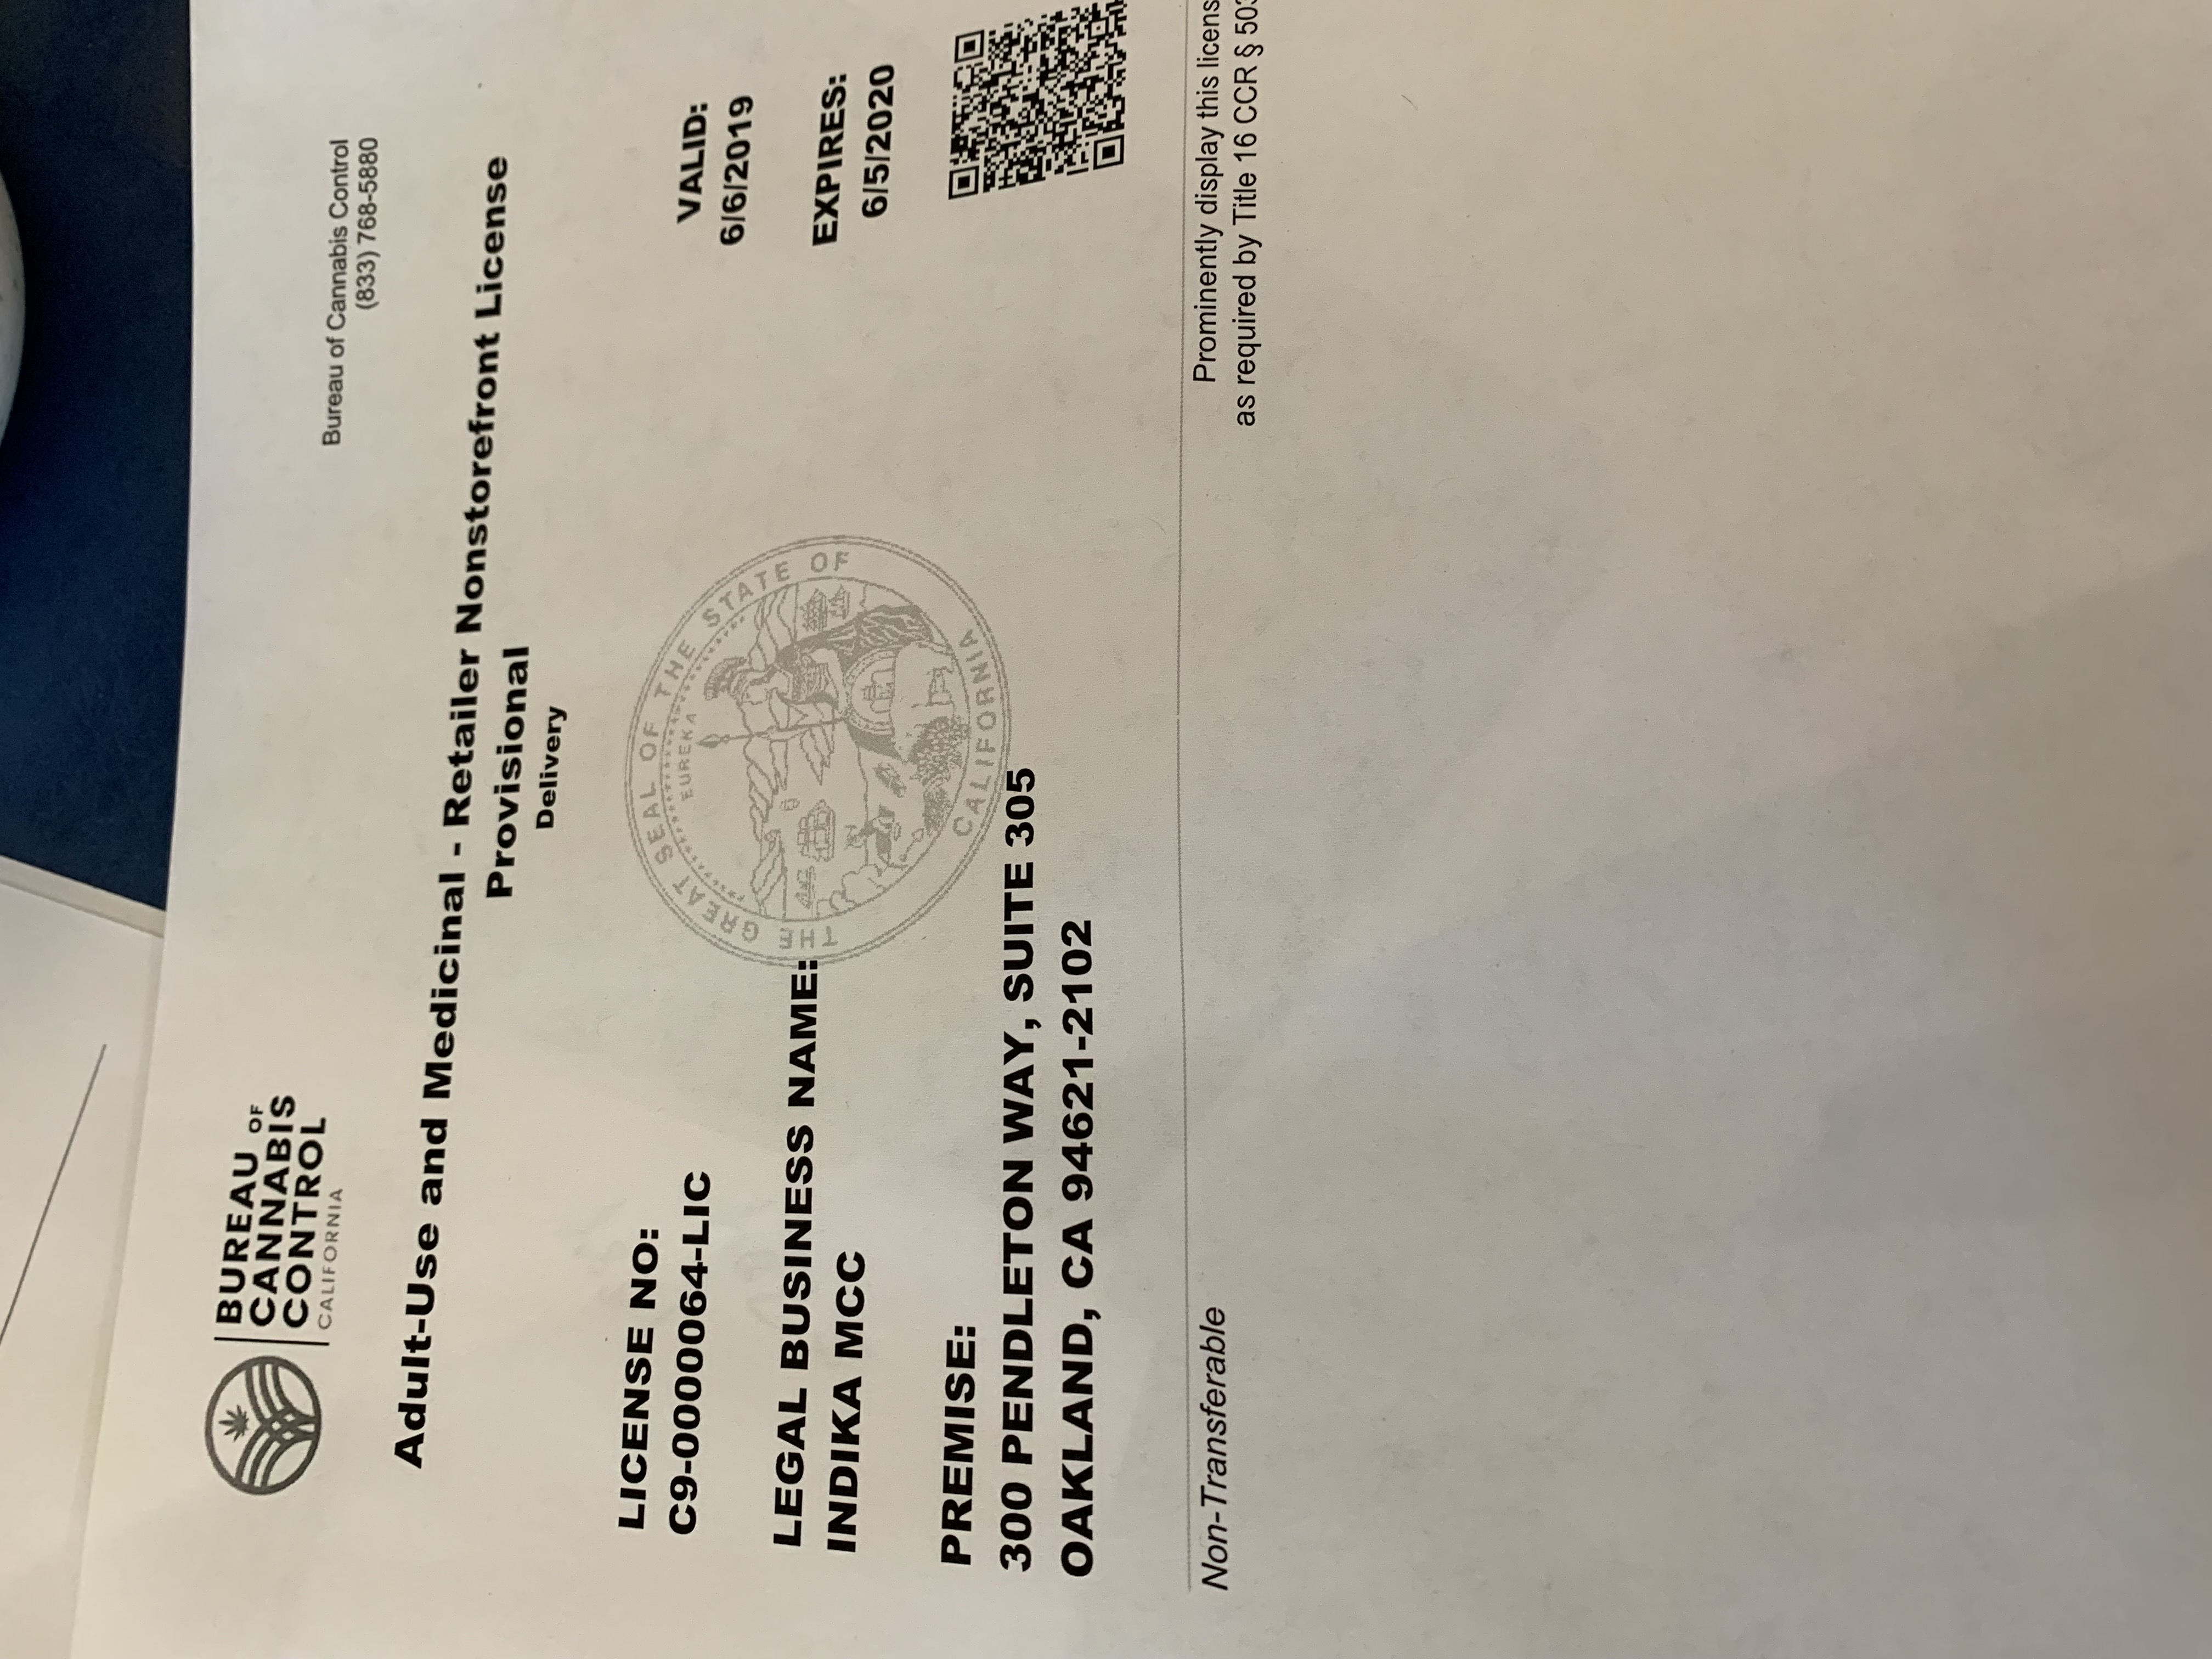 BUREAU OF
CANNABIS
CONTROL
CALIFORNIA
Bureau of Cannabis Control
(833) 768-5880
Adult-Use and Medicinal - Retailer Nonstorefront License
Provisional
Delivery
LICENSE NO:
C9-0000064-LIC
VALID:
6/6/2019
LEGAL BUSINESS NAME:
INDIKA MCC
EXPIRES:
6/5/2020
THE GREAT SEAL OF THE STATE OF CALIFORNIA
EUREKA
PREMISE:
300 PENDLETON WAY, SUITE 305
OAKLAND, CA 94621-2102
Non-Transferable
Prominently display this licens
as required by Title 16 CCR § 503